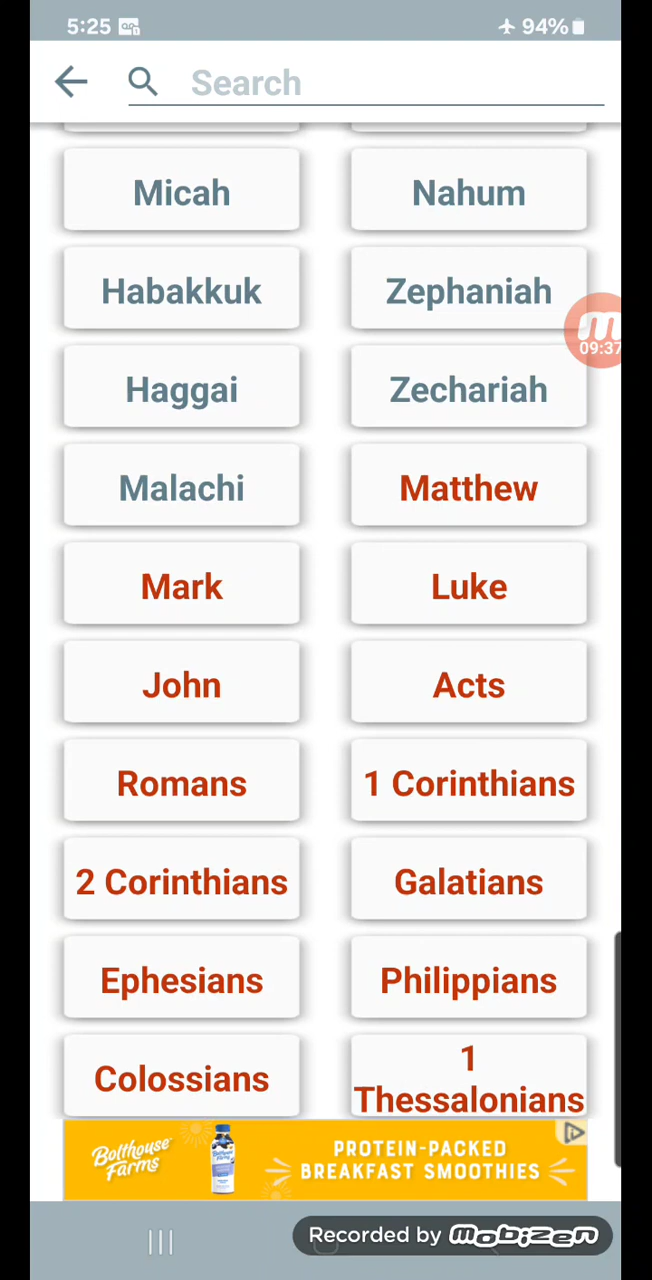 5:25 94%
Search
Micah Nahum
Habakkuk Zephaniah
09:37
Haggai Zechariah
Malachi Matthew
Mark Luke
John Acts
Romans 1 Corinthians
2 Corinthians Galatians
Ephesians Philippians
Colossians 1
Thessalonians
Bolthouse
Farms
PROTEIN-PACKED
BREAKFAST SMOOTHIES
Recorded by mobizen